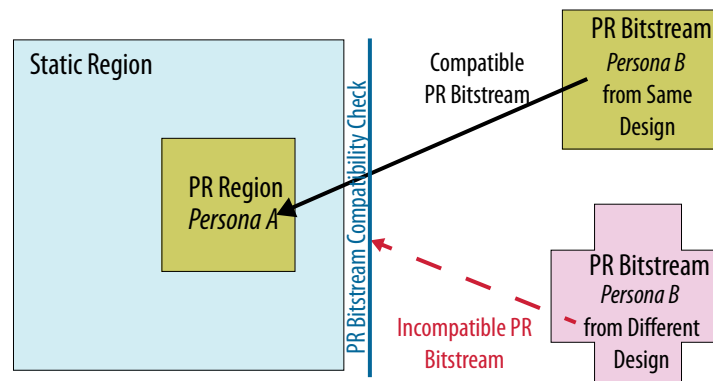 Static Region
PR Region
Persona A
PR Bitstream Compatibility Check
Compatible
PR Bitstream
PR Bitstream
Persona B
from Same
Design
Incompatible PR
Bitstream
PR Bitstream
Persona B
from Different
Design